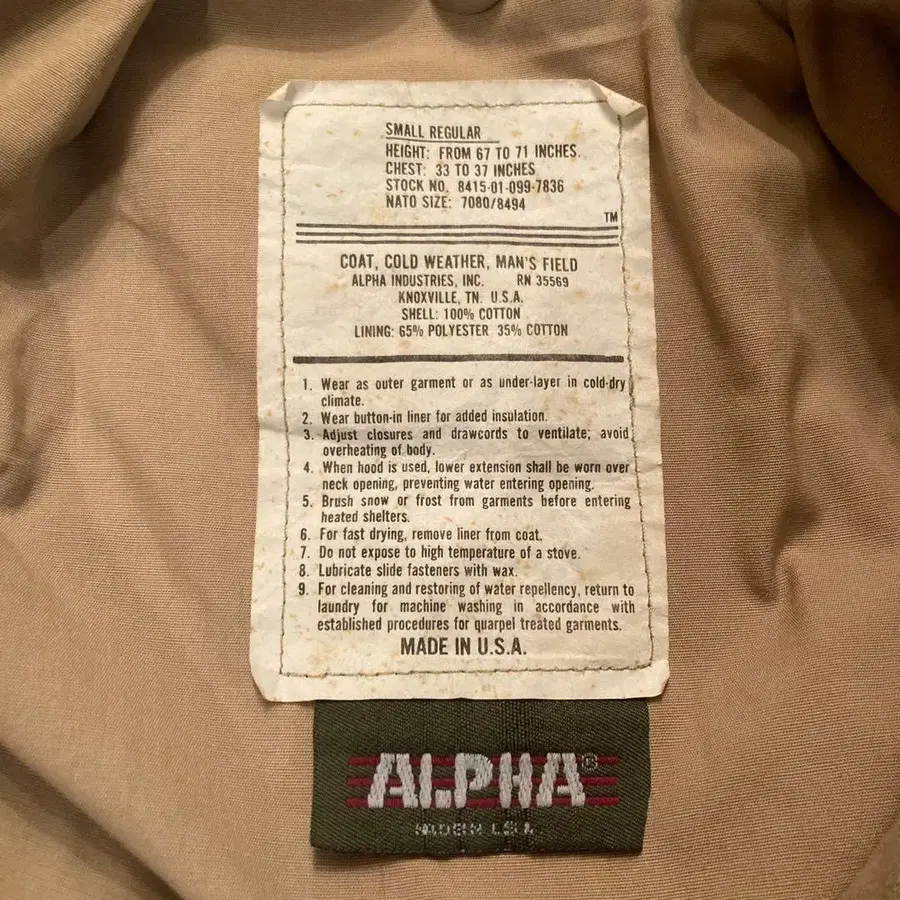 SMALL REGULAR
HEIGHT: FROM 67 TO 71 INCHES.
CHEST: 33 TO 37 INCHES
STOCK NO. 8415-01-099-7836
NATO SIZE: 7080/8494
TM
COAT, COLD WEATHER, MAN'S FIELD
ALPHA INDUSTRIES, INC. RN 35569
KNOXVILLE, TN. U.S.A.
SHELL: 100% COTTON
LINING: 65% POLYESTER 35% COTTON
1. Wear as outer garment or as under-layer in cold-dry
climate.
2. Wear button-in liner for added insulation.
3. Adjust closures and drawcords to ventilate; avoid
overheating of body.
4. When hood is used, lower extension shall be worn over
neck opening, preventing water entering opening.
5. Brush snow or frost from garments before entering
heated shelters.
6. For fast drying, remove liner from coat.
7. Do not expose to high temperature of a stove.
8. Lubricate slide fasteners with wax.
9. For cleaning and restoring of water repellency, return to
laundry for machine washing in accordance with
established procedures for quarpel treated garments.
MADE IN U.S.A.
ALPHA®
MADE IN U.S.A.